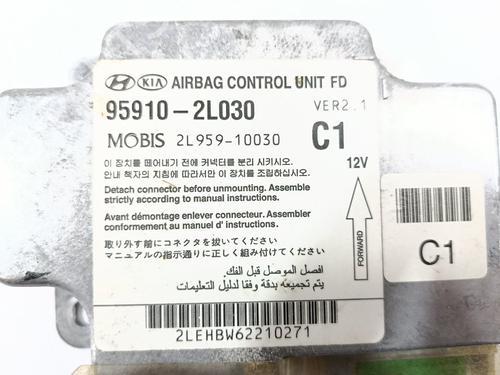 HYUNDAI KIA AIRBAG CONTROL UNIT FD
95910-2L030 VER2.1
MOBIS 2L959-10030 C1
이 장치를 떼어내기 전에 커넥터를 분리 시키시오. 12V
안내 책자의 지침에 따라서만 이 장치를 조립하십시오.
Detach connector before unmounting. Assemble
strictly according to manual instructions.
Avant démontage enlever connecteur. Assembler
conformement au manuel d' instructions.
取り外す前にコネクタを抜いてください
マニュアルの指示通りに正しく組み付けてください
افصل الموصل قبل الفك.
يتم تجميعه بدقة وفقا لدليل التعليمات
FORWARD
2LEHBW62210271
C1